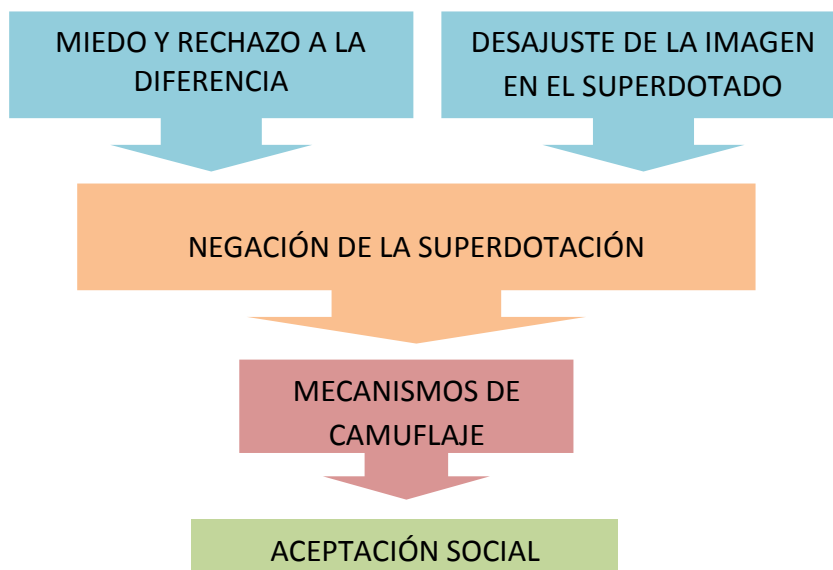 MIEDO Y RECHAZO A LA
DIFERENCIA
DESAJUSTE DE LA IMAGEN
EN EL SUPERDOTADO
NEGACIÓN DE LA SUPERDOTACIÓN
MECANISMOS DE
CAMUFLAJE
ACEPTACIÓN SOCIAL